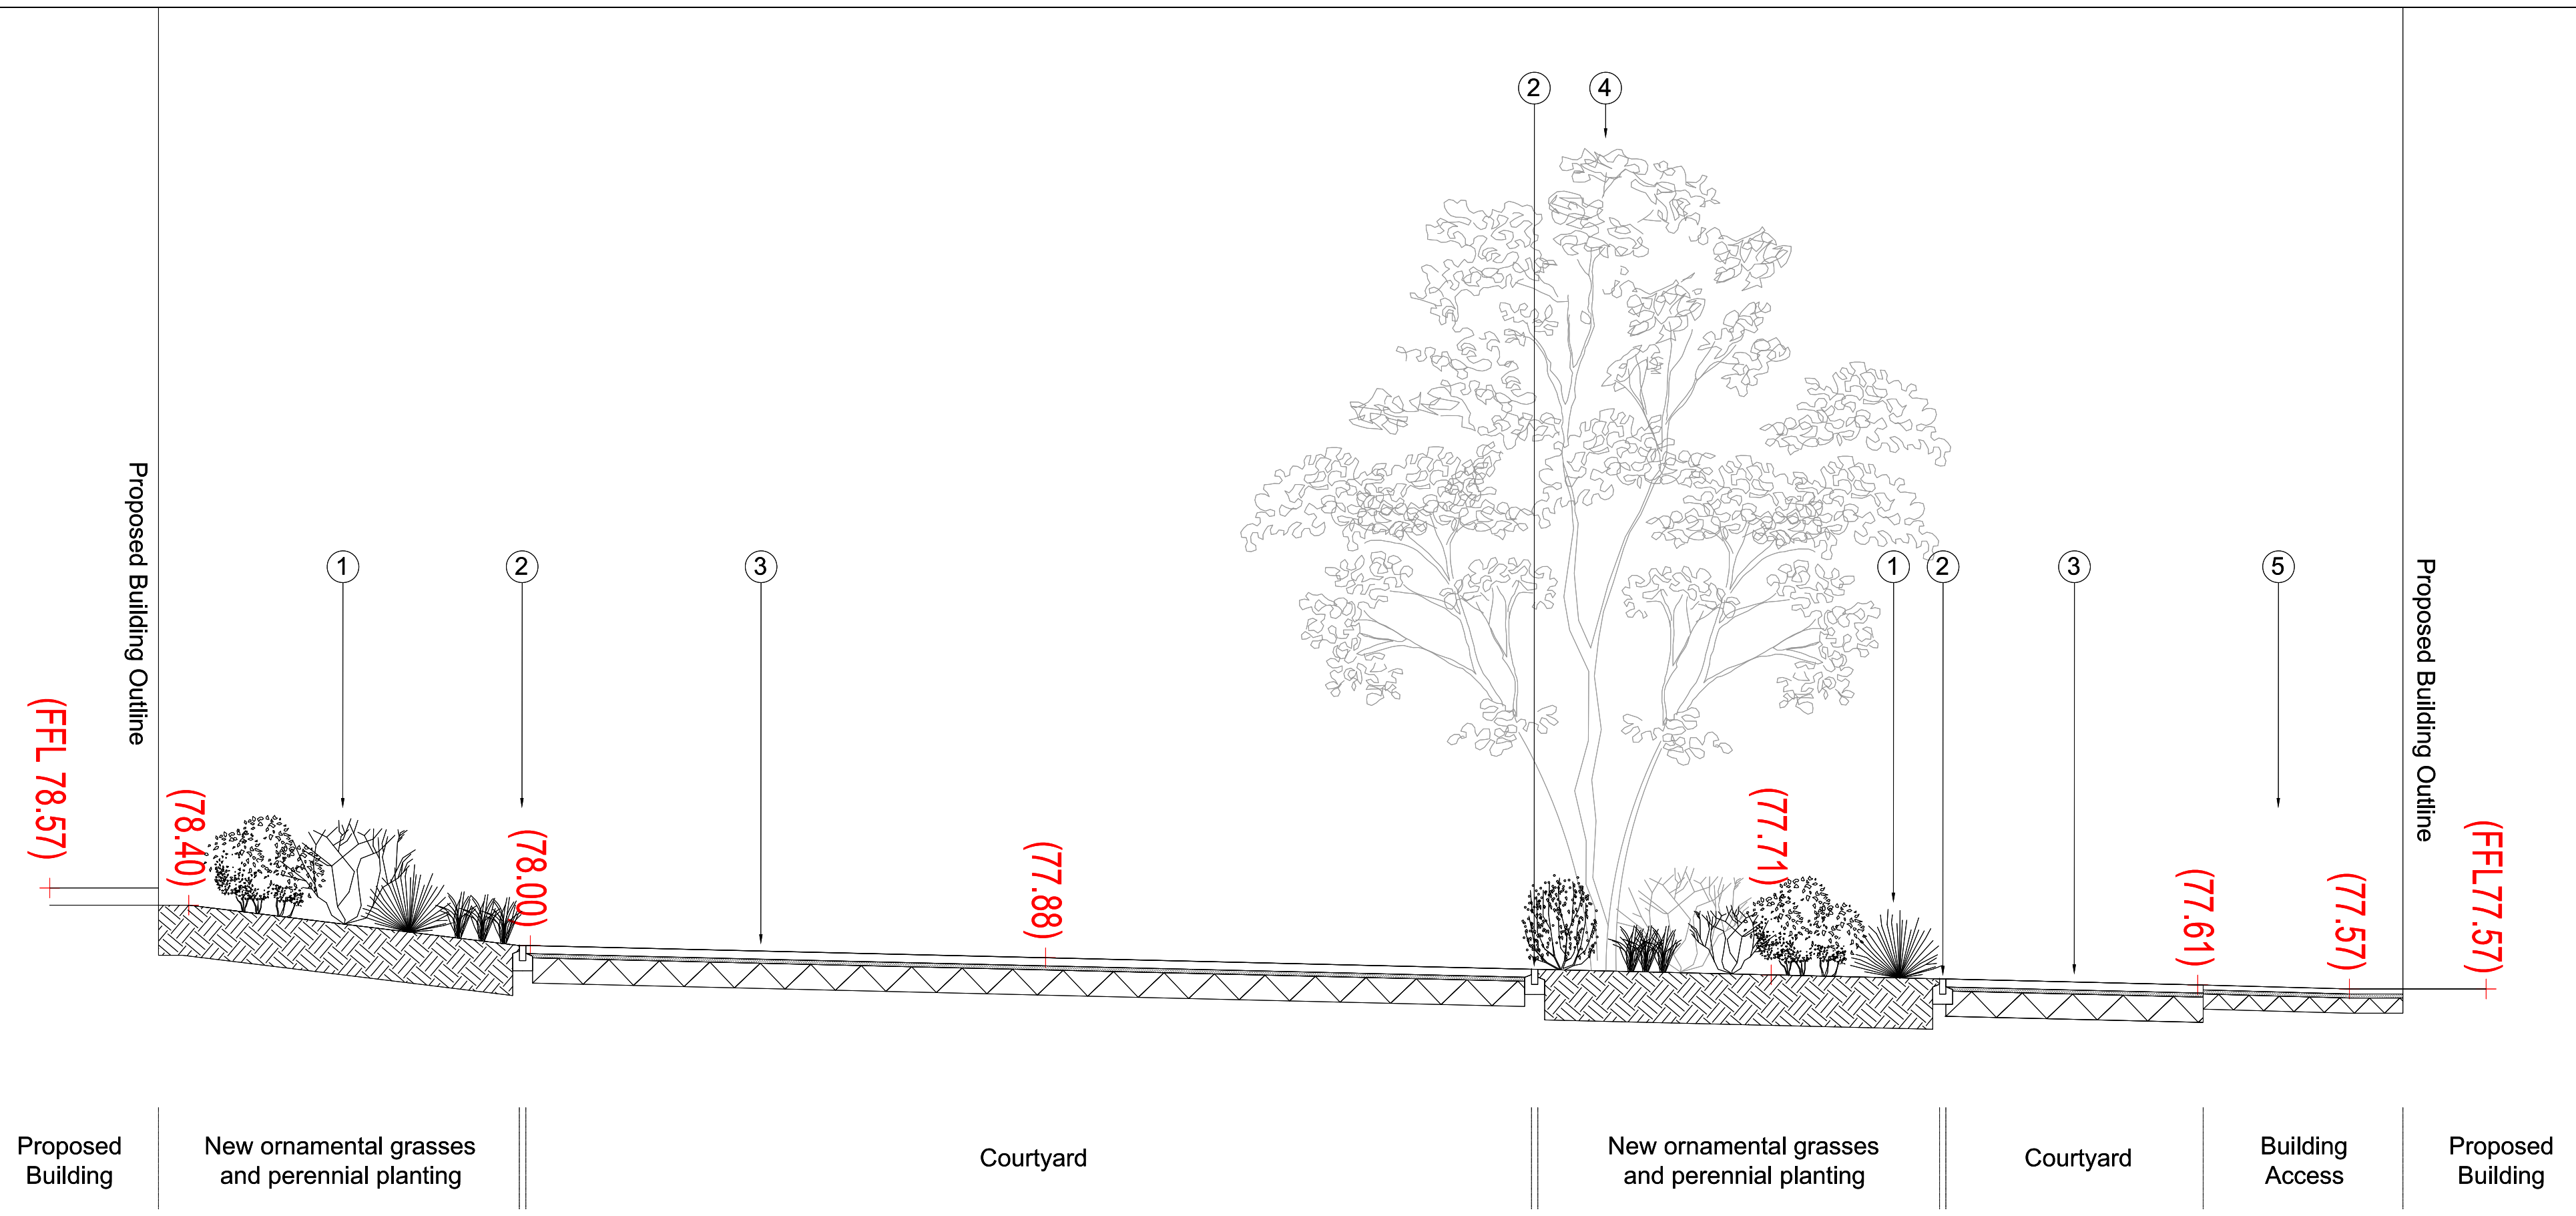 2
4
1
2
3
1
2
3
5
Proposed Building Outline
Proposed Building Outline
(FFL 78.57)
(78.40)
(78.00)
(77.88)
(77.71)
(77.61)
(77.57)
(FFL77.57)
Proposed
Building
New ornamental grasses
and perennial planting
Courtyard
New ornamental grasses
and perennial planting
Courtyard
Building
Access
Proposed
Building